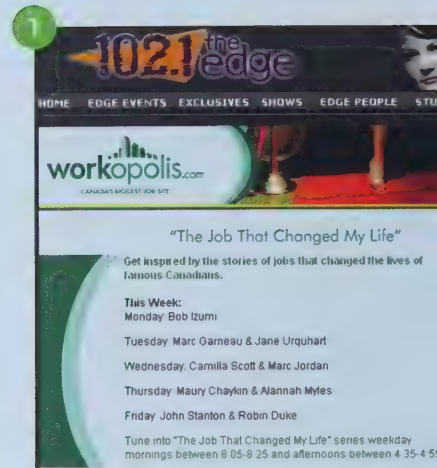 1
102.1 the edge
HOME EDGE EVENTS EXCLUSIVES SHOWS EDGE PEOPLE STU
workopolis.com
CANADA'S BIGGEST JOB SITE
"The Job That Changed My Life"
Get inspired by the stories of jobs that changed the lives of
famous Canadians.
This Week:
Monday: Bob Izumi
Tuesday: Marc Garneau & Jane Urquhart
Wednesday: Camilla Scott & Marc Jordan
Thursday: Maury Chaykin & Alannah Myles
Friday: John Stanton & Robin Duke
Tune into "The Job That Changed My Life" series weekday
mornings between 8:05-8:25 and afternoons between 4:35-4:55